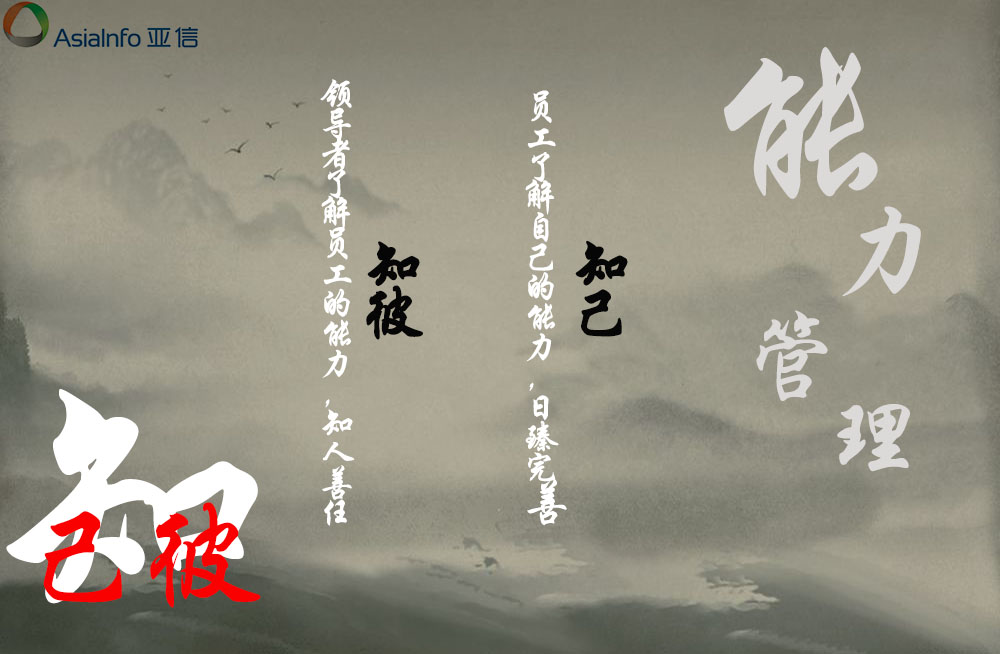 AsiaInfo 亚信
能力管理
知己
员工了解自己的能力，日臻完善
知彼
领导者了解员工的能力，知人善任
知
己彼